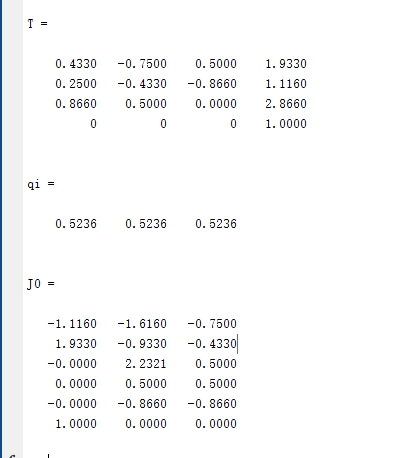 T =
0.4330 -0.7500 0.5000 1.9330
0.2500 -0.4330 -0.8660 1.1160
0.8660 0.5000 0.0000 2.8660
0 0 0 1.0000
qi =
0.5236 0.5236 0.5236
J0 =
-1.1160 -1.6160 -0.7500
1.9330 -0.9330 -0.4330
-0.0000 2.2321 0.5000
0.0000 0.5000 0.5000
-0.0000 -0.8660 -0.8660
1.0000 0.0000 0.0000